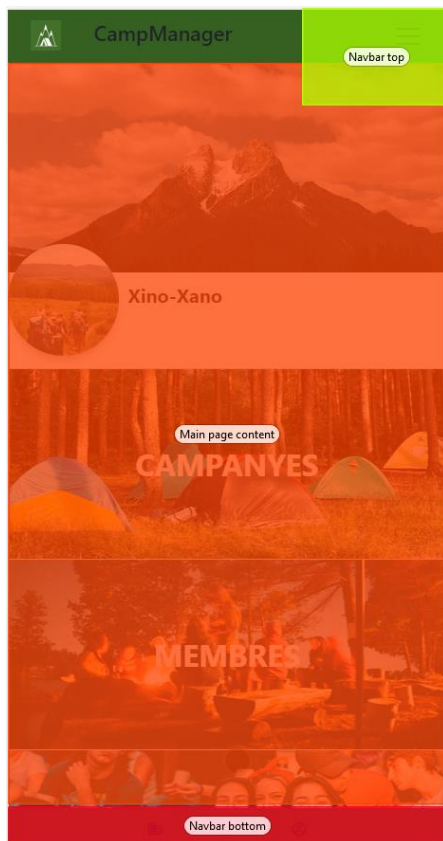 CampManager
Navbar top
Xino-Xano
Main page content
CAMPANYES
MEMBRES
Navbar bottom